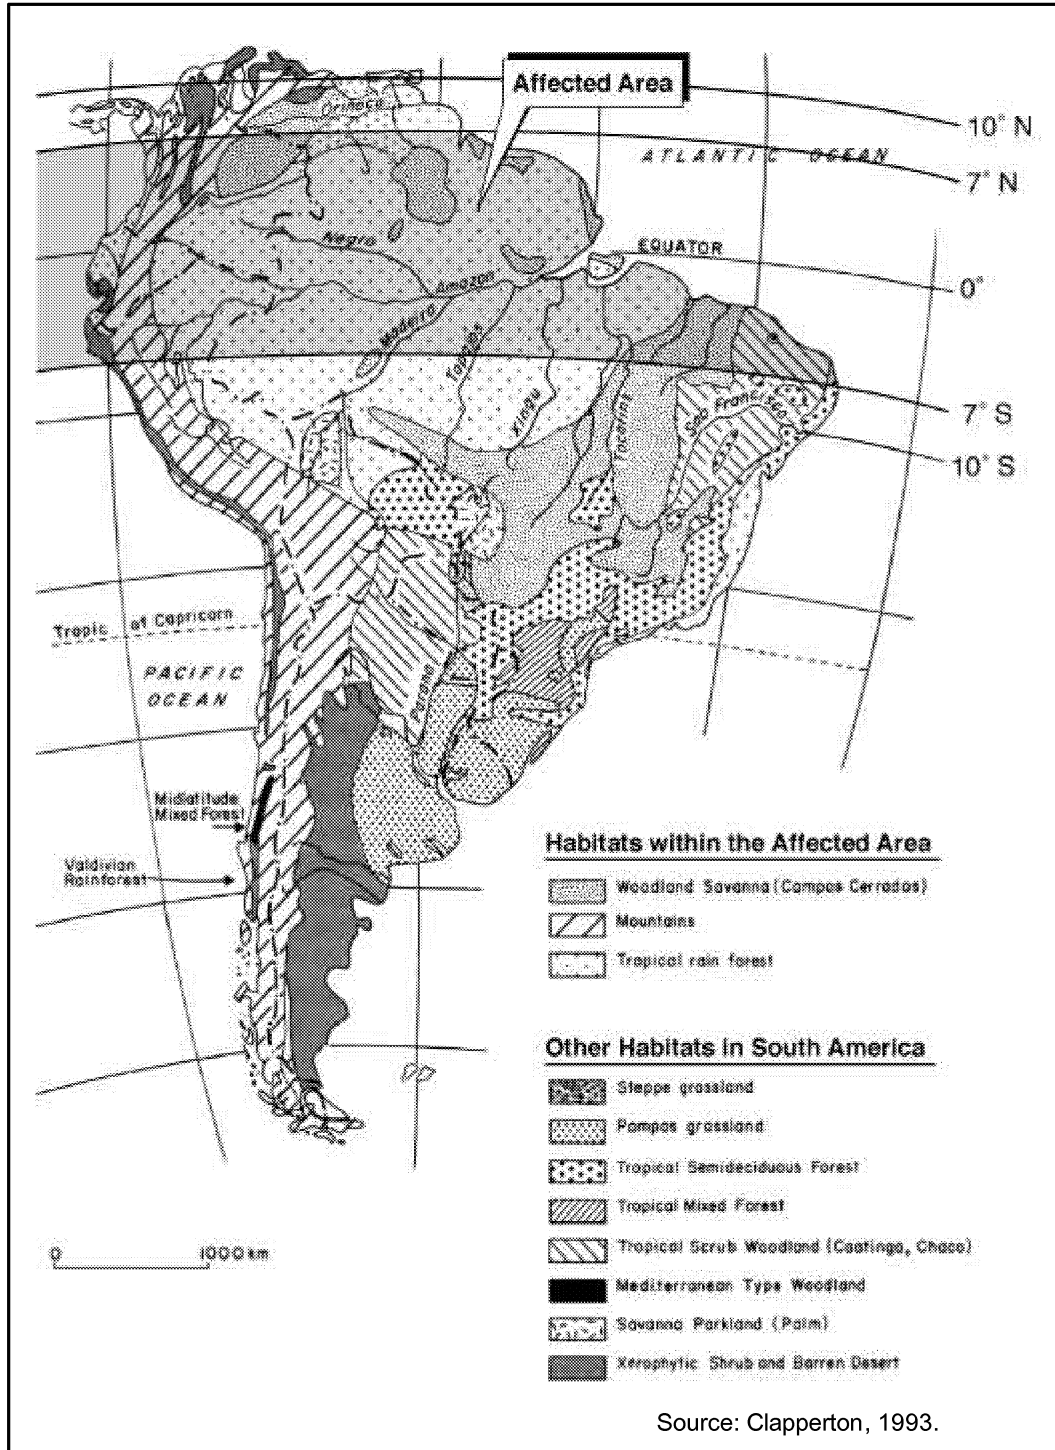 Affected Area
Orinoco
10° N
ATLANTIC OCEAN
7° N
Negro
EQUATOR
Amazon
0°
Madeira
Tapajos
Xingu
Tocantins
Sao Francisco
7° S
10° S
Tropic of Capricorn
PACIFIC
OCEAN
Parana
Midlatitude
Mixed Forest
Valdivian
Rainforest
Habitats within the Affected Area
Woodland Savanna (Campos Cerrados)
Mountains
Tropical rain forest
Other Habitats in South America
Steppe grassland
Pampas grassland
Tropical Semideciduous Forest
Tropical Mixed Forest
0 1000 km
Tropical Scrub Woodland (Caatinga, Chaco)
Mediterranean Type Woodland
Savanna Parkland (Palm)
Xerophytic Shrub and Barren Desert
Source: Clapperton, 1993.